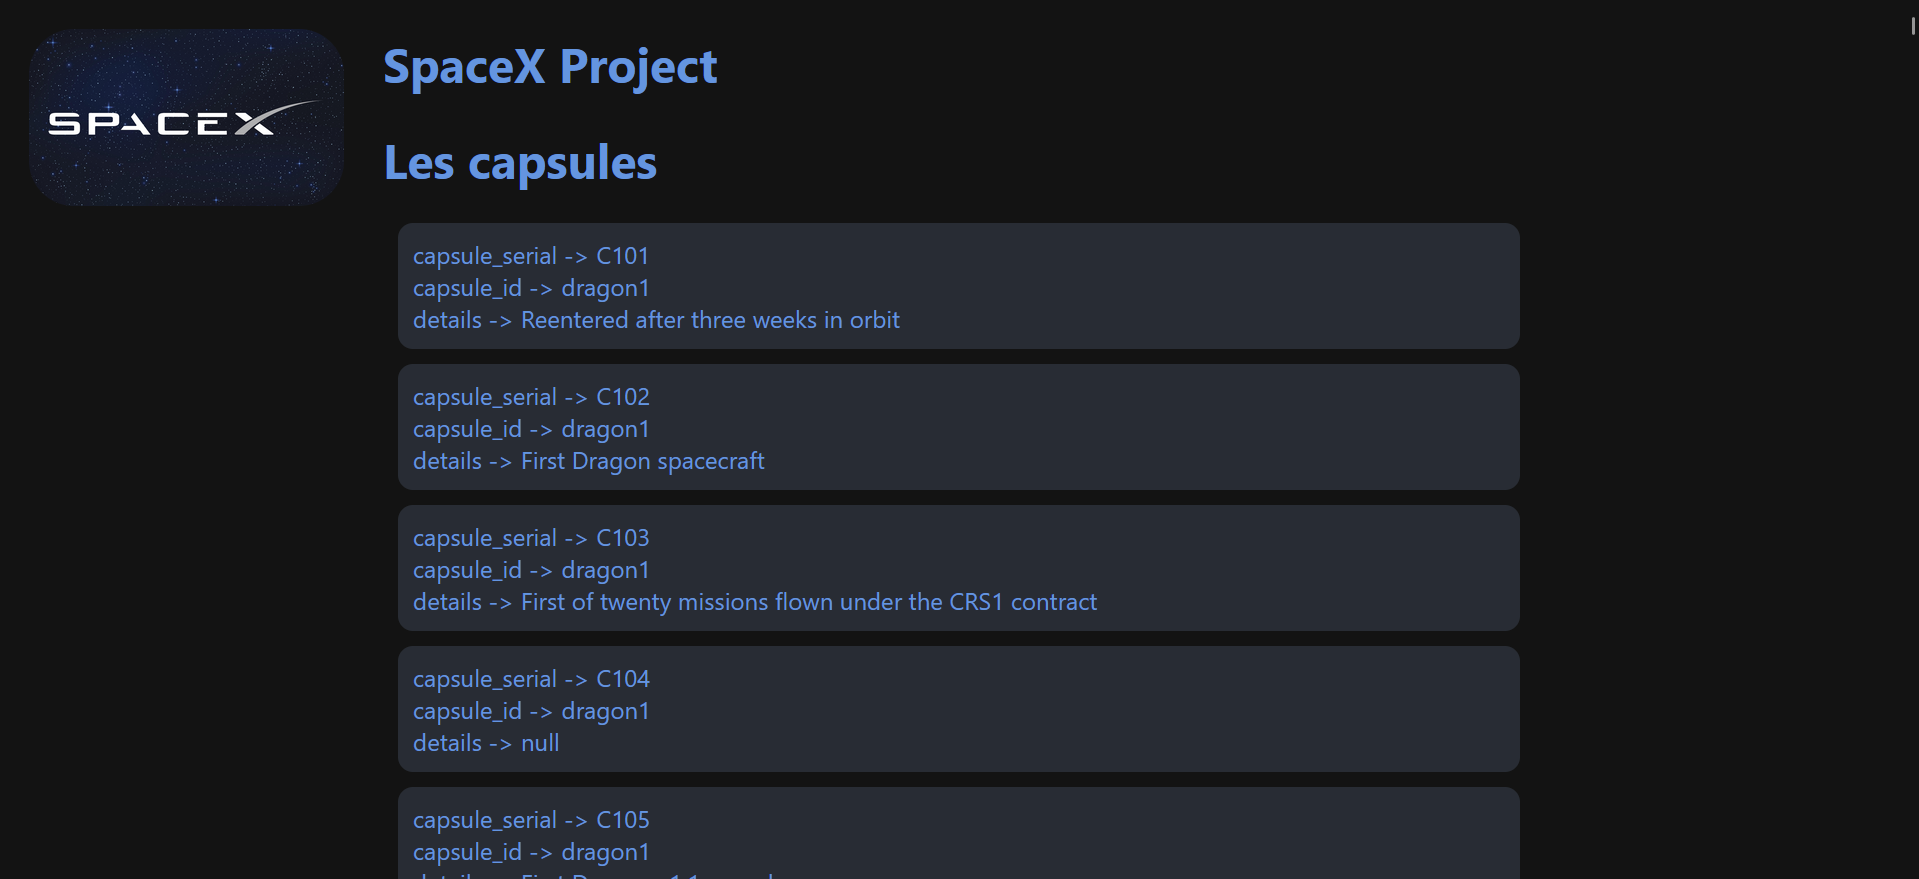 SPACEX
SpaceX Project
Les capsules
capsule_serial -> C101
capsule_id -> dragon1
details -> Reentered after three weeks in orbit
capsule_serial -> C102
capsule_id -> dragon1
details -> First Dragon spacecraft
capsule_serial -> C103
capsule_id -> dragon1
details -> First of twenty missions flown under the CRS1 contract
capsule_serial -> C104
capsule_id -> dragon1
details -> null
capsule_serial -> C105
capsule_id -> dragon1